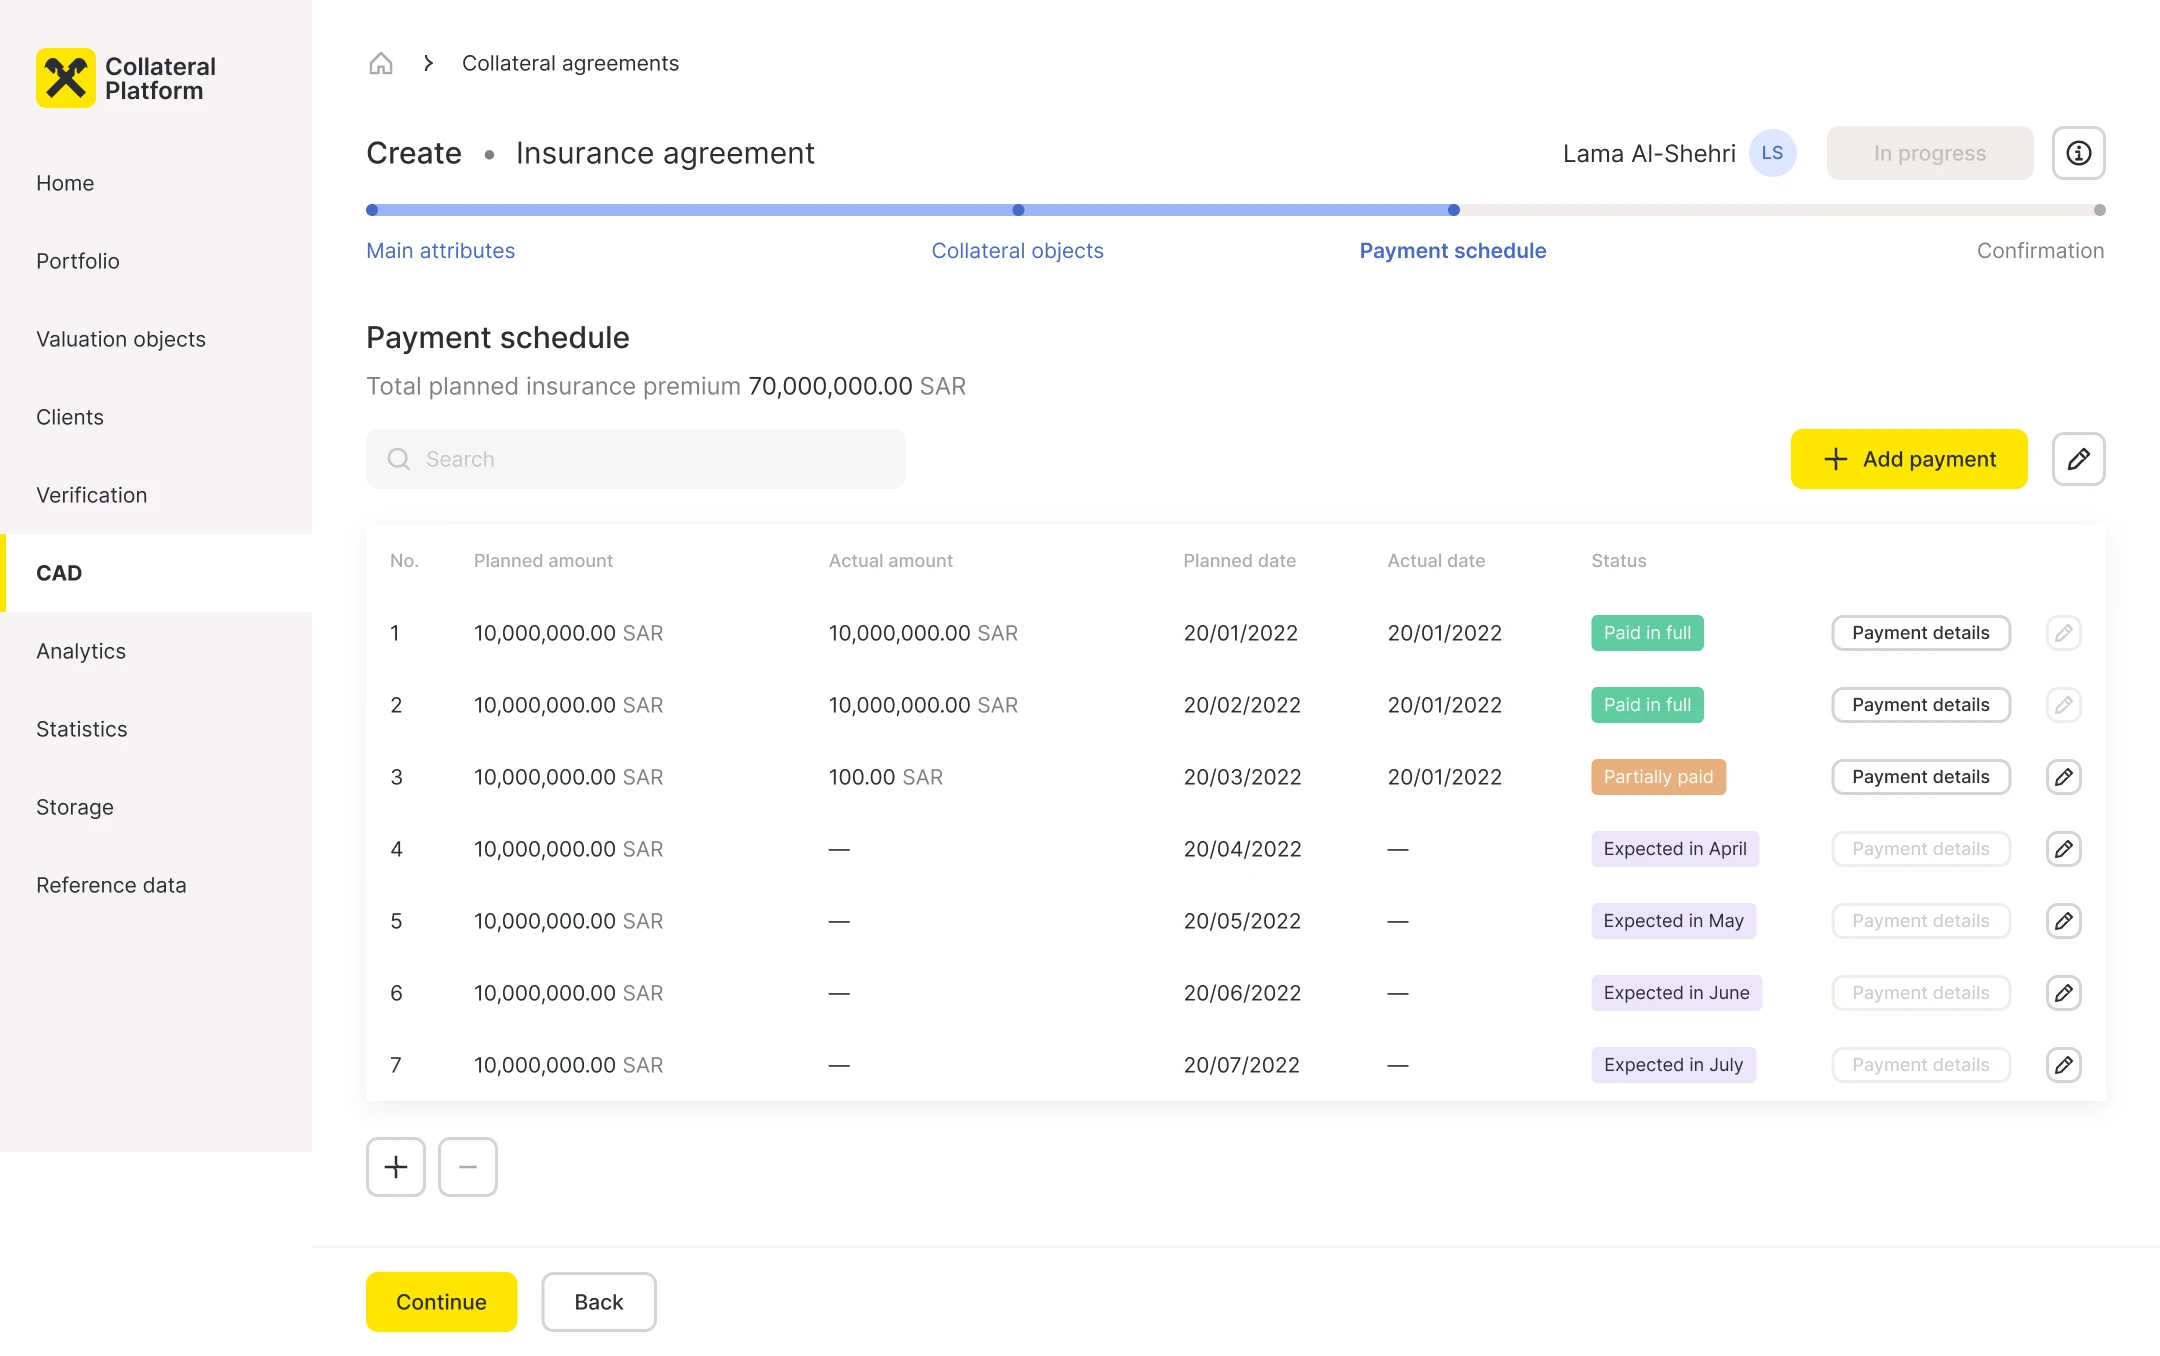 Collateral
Platform
Home
Portfolio
Valuation objects
Clients
Verification
CAD
Analytics
Statistics
Storage
Reference data
Collateral agreements
Create • Insurance agreement
Lama Al-Shehri LS In progress
Main attributes Collateral objects Payment schedule Confirmation
Payment schedule
Total planned insurance premium 70,000,000.00 SAR
Search
Add payment
No. Planned amount Actual amount Planned date Actual date Status
1 10,000,000.00 SAR 10,000,000.00 SAR 20/01/2022 20/01/2022 Paid in full Payment details
2 10,000,000.00 SAR 10,000,000.00 SAR 20/02/2022 20/01/2022 Paid in full Payment details
3 10,000,000.00 SAR 100.00 SAR 20/03/2022 20/01/2022 Partially paid Payment details
4 10,000,000.00 SAR — 20/04/2022 — Expected in April Payment details
5 10,000,000.00 SAR — 20/05/2022 — Expected in May Payment details
6 10,000,000.00 SAR — 20/06/2022 — Expected in June Payment details
7 10,000,000.00 SAR — 20/07/2022 — Expected in July Payment details
Continue Back